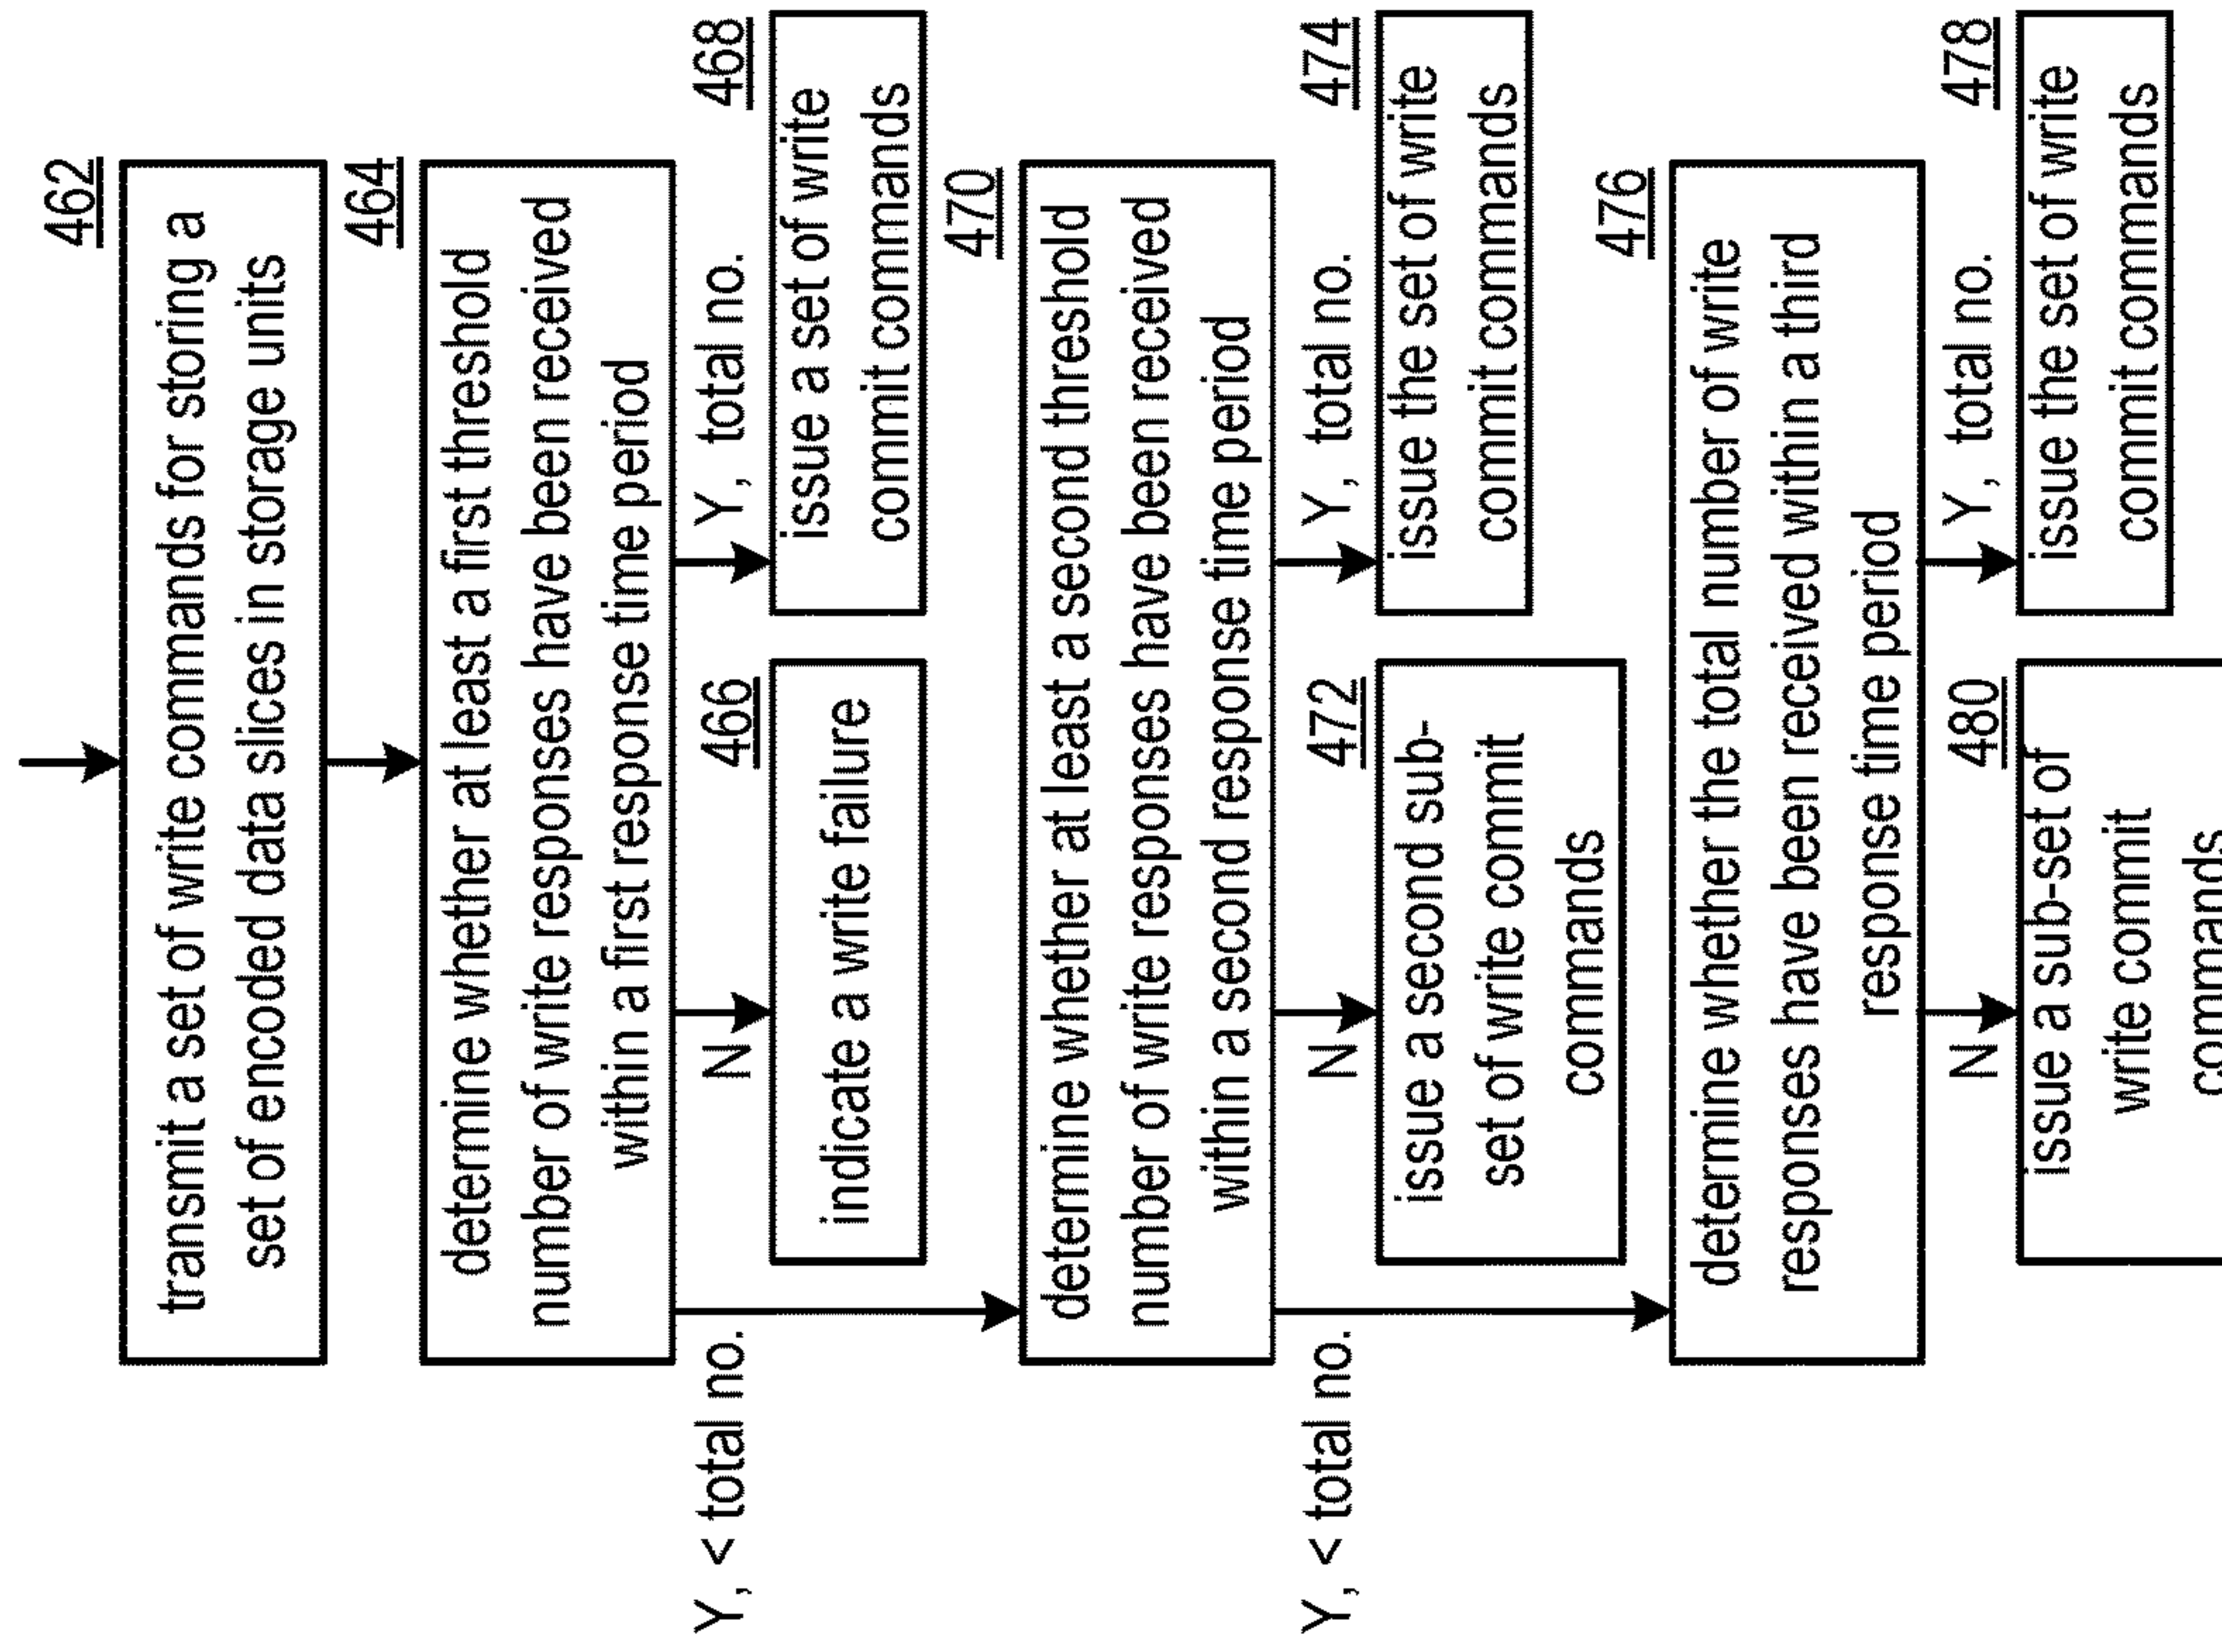 462
transmit a set of write commands for storing a
set of encoded data slices in storage units
464
determine whether at least a first threshold
number of write responses have been received
within a first response time period
Y, < total no.
N
Y, total no.
466
indicate a write failure
468
issue a set of write
commit commands
470
determine whether at least a second threshold
number of write responses have been received
within a second response time period
Y, < total no.
N
Y, total no.
472
issue a second sub-
set of write commit
commands
474
issue the set of write
commit commands
476
determine whether the total number of write
responses have been received within a third
response time period
N
Y, total no.
480
issue a sub-set of
write commit
commands
478
issue the set of write
commit commands